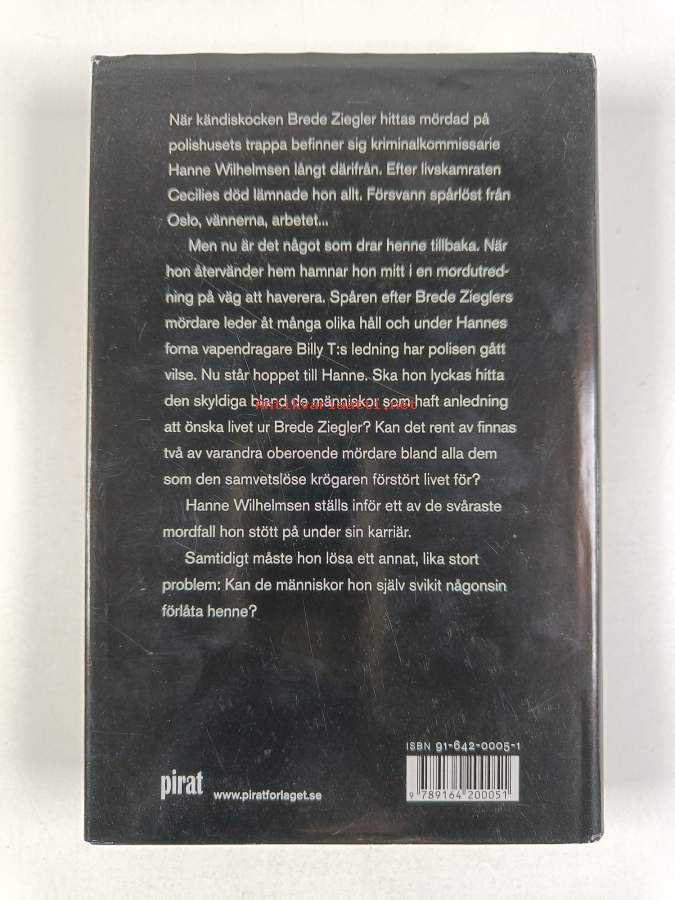 När kändiskocken Brede Ziegler hittas mördad på
polishusets trappa befinner sig kriminalkommissarie
Hanne Wilhelmsen långt därifrån. Efter livskamraten
Cecilies död lämnade hon allt. Försvann spårlöst från
Oslo, vännerna, arbetet...
Men nu är det något som drar henne tillbaka. När
hon återvänder hem hamnar hon mitt i en mordutred-
ning på väg att haverera. Spåren efter Brede Zieglers
mördare leder åt många olika håll och under Hannes
forna vapendragare Billy T:s ledning har polisen gått
vilse. Nu står hoppet till Hanne. Ska hon lyckas hitta
den skyldiga bland de människor som haft anledning
Antikvariaatti.net
att önska livet ur Brede Ziegler? Kan det rent av finnas
två av varandra oberoende mördare bland alla dem
som den samvetslöse krögaren förstört livet för?
Hanne Wilhelmsen ställs inför ett av de svåraste
mordfall hon stött på under sin karriär.
Samtidigt måste hon lösa ett annat, lika stort
problem: Kan de människor hon själv svikit någonsin
förlåta henne?
ISBN 91-642-0005-1
pirat www.piratforlaget.se
9 789164 200051